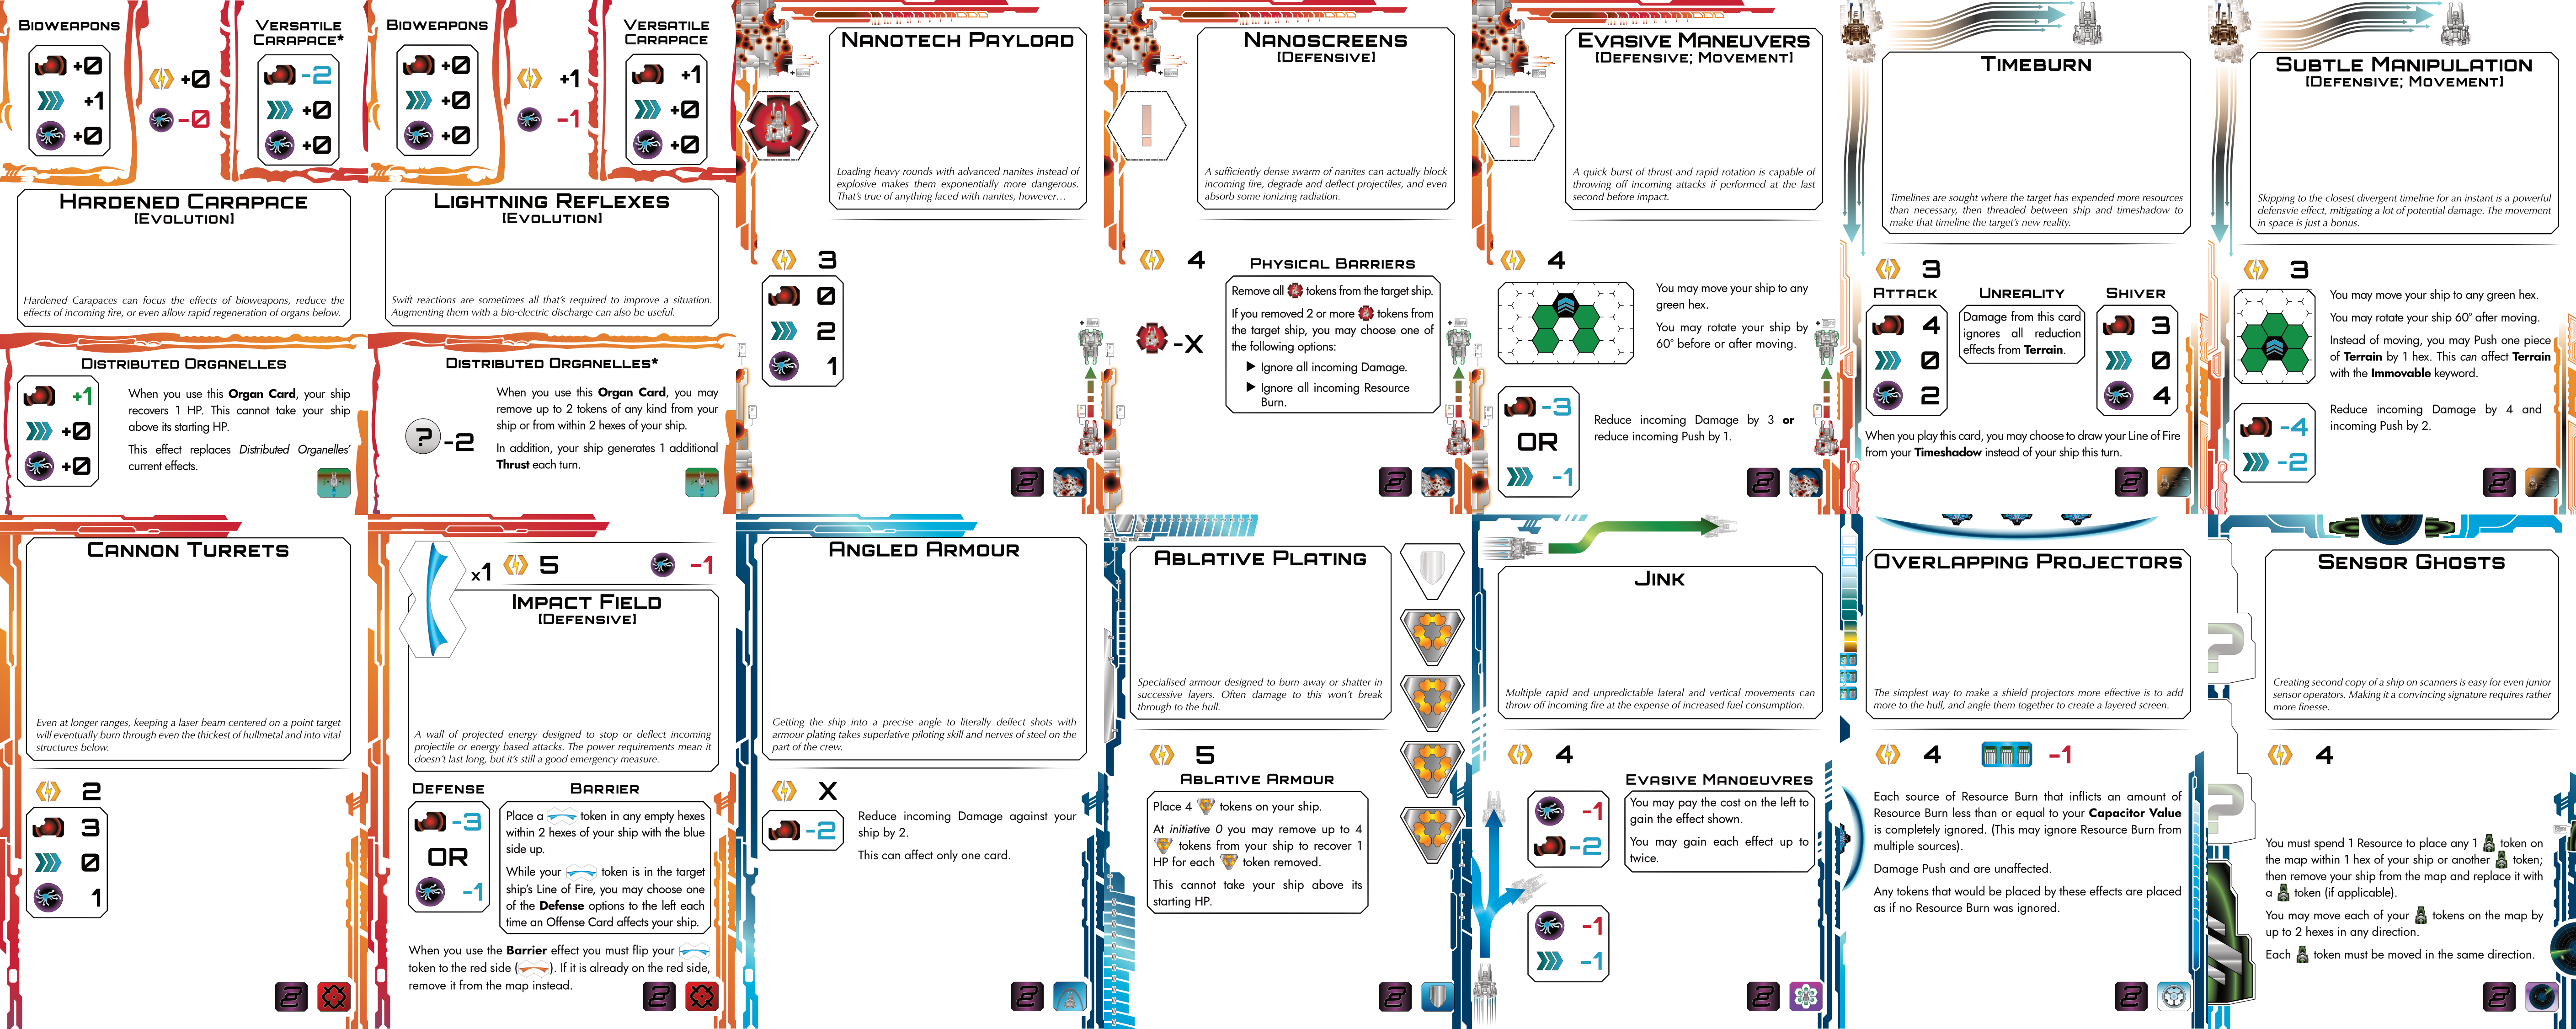 BIOWEAPONS
+0
+1
+0
+0
-0
VERSATILE
CARAPACE*
-2
+0
+0
HARDENED CARAPACE
[EVOLUTION]
Hardened Carapaces can focus the effects of bioweapons, reduce the
effects of incoming fire, or even allow rapid regeneration of organs below.
DISTRIBUTED ORGANELLES
+1
+0
+0
When you use this Organ Card, your ship
recovers 1 HP. This cannot take your ship
above its starting HP.
This effect replaces Distributed Organelles'
current effects.
BIOWEAPONS
+0
+0
+0
+1
-1
VERSATILE
CARAPACE
+1
+0
+0
LIGHTNING REFLEXES
[EVOLUTION]
Swift reactions are sometimes all that's required to improve a situation.
Augmenting them with a bio-electric discharge can also be useful.
DISTRIBUTED ORGANELLES*
? -2
When you use this Organ Card, you may
remove up to 2 tokens of any kind from your
ship or from within 2 hexes of your ship.
In addition, your ship generates 1 additional
Thrust each turn.
NANOTECH PAYLOAD
Loading heavy rounds with advanced nanites instead of
explosive makes them exponentially more dangerous.
That's true of anything laced with nanites, however…
3
0
2
1
2
NANOSCREENS
[DEFENSIVE]
A sufficiently dense swarm of nanites can actually block
incoming fire, degrade and deflect projectiles, and even
absorb some ionizing radiation.
4
-X
PHYSICAL BARRIERS
Remove all tokens from the target ship.
If you removed 2 or more tokens from
the target ship, you may choose one of
the following options:
Ignore all incoming Damage.
Ignore all incoming Resource
Burn.
2
EVASIVE MANEUVERS
[DEFENSIVE; MOVEMENT]
A quick burst of thrust and rapid rotation is capable of
throwing off incoming attacks if performed at the last
second before impact.
4
You may move your ship to any
green hex.
You may rotate your ship by
60° before or after moving.
-3
OR
-1
Reduce incoming Damage by 3 or
reduce incoming Push by 1.
2
TIMEBURN
Timelines are sought where the target has expended more resources
than necessary, then threaded between ship and timeshadow to
make that timeline the target's new reality.
3
ATTACK
4
0
2
UNREALITY
Damage from this card
ignores all reduction
effects from Terrain.
SHIVER
3
0
4
When you play this card, you may choose to draw your Line of Fire
from your Timeshadow instead of your ship this turn.
2
SUBTLE MANIPULATION
[DEFENSIVE; MOVEMENT]
Skipping to the closest divergent timeline for an instant is a powerful
defensvie effect, mitigating a lot of potential damage. The movement
in space is just a bonus.
3
You may move your ship to any green hex.
You may rotate your ship 60° after moving.
Instead of moving, you may Push one piece
of Terrain by 1 hex. This can affect Terrain
with the Immovable keyword.
-4
-2
Reduce incoming Damage by 4 and
incoming Push by 2.
2
CANNON TURRETS
Even at longer ranges, keeping a laser beam centered on a point target
will eventually burn through even the thickest of hullmetal and into vital
structures below.
2
3
0
1
2
x1
5
-1
IMPACT FIELD
[DEFENSIVE]
A wall of projected energy designed to stop or deflect incoming
projectile or energy based attacks. The power requirements mean it
doesn't last long, but it's still a good emergency measure.
DEFENSE
-3
OR
-1
BARRIER
Place a token in any empty hexes
within 2 hexes of your ship with the blue
side up.
While your token is in the target
ship's Line of Fire, you may choose one
of the Defense options to the left each
time an Offense Card affects your ship.
When you use the Barrier effect you must flip your
token to the red side ( ). If it is already on the red side,
remove it from the map instead.
2
ANGLED ARMOUR
Getting the ship into a precise angle to literally deflect shots with
armour plating takes superlative piloting skill and nerves of steel on the
part of the crew.
X
-2
Reduce incoming Damage against your
ship by 2.
This can affect only one card.
2
ABLATIVE PLATING
Specialised armour designed to burn away or shatter in
successive layers. Often damage to this won't break
through to the hull.
5
ABLATIVE ARMOUR
Place 4 tokens on your ship.
At initiative 0 you may remove up to 4
tokens from your ship to recover 1
HP for each token removed.
This cannot take your ship above its
starting HP.
2
JINK
Multiple rapid and unpredictable lateral and vertical movements can
throw off incoming fire at the expense of increased fuel consumption.
4
-1
-2
EVASIVE MANOEUVRES
You may pay the cost on the left to
gain the effect shown.
You may gain each effect up to
twice.
-1
-1
2
OVERLAPPING PROJECTORS
The simplest way to make a shield projectors more effective is to add
more to the hull, and angle them together to create a layered screen.
4
-1
Each source of Resource Burn that inflicts an amount of
Resource Burn less than or equal to your Capacitor Value
is completely ignored. (This may ignore Resource Burn from
multiple sources).
Damage Push and are unaffected.
Any tokens that would be placed by these effects are placed
as if no Resource Burn was ignored.
2
SENSOR GHOSTS
Creating second copy of a ship on scanners is easy for even junior
sensor operators. Making it a convincing signature requires rather
more finesse.
4
You must spend 1 Resource to place any 1 token on
the map within 1 hex of your ship or another token;
then remove your ship from the map and replace it with
a token (if applicable).
You may move each of your tokens on the map by
up to 2 hexes in any direction.
Each token must be moved in the same direction.
2